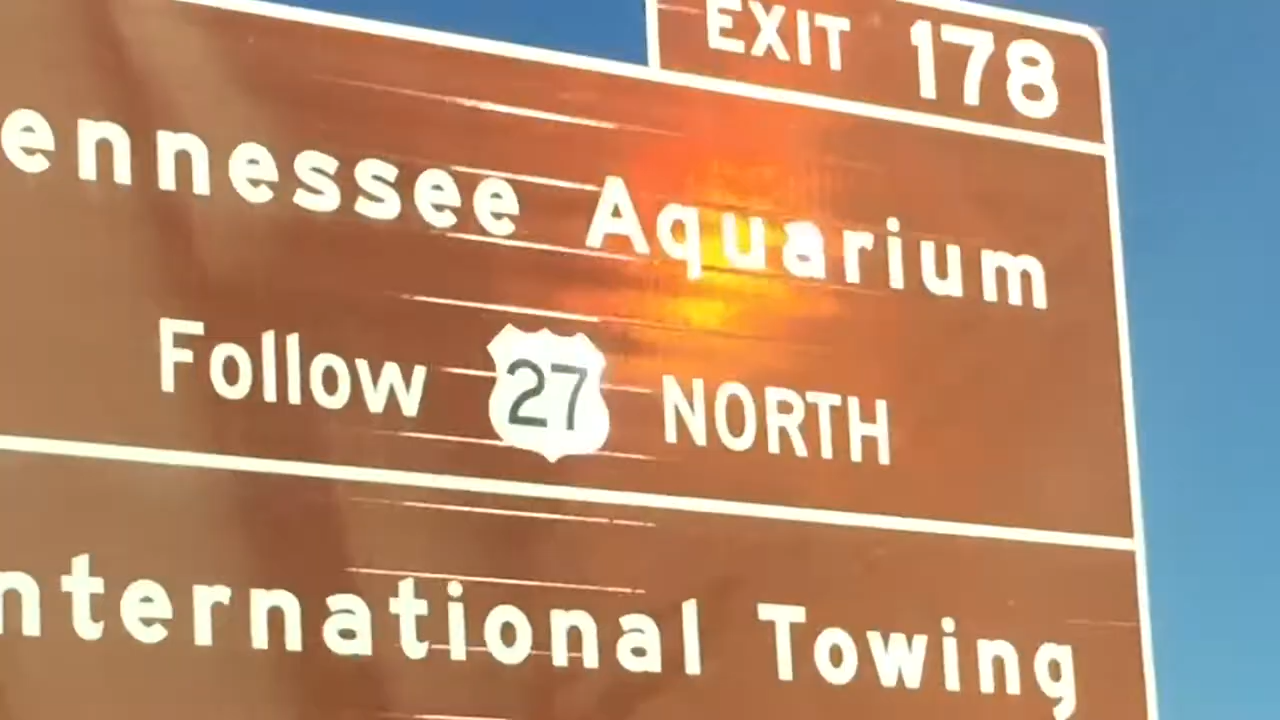 EXIT 178
ennessee Aquarium
Follow 27 NORTH
nternational Towing